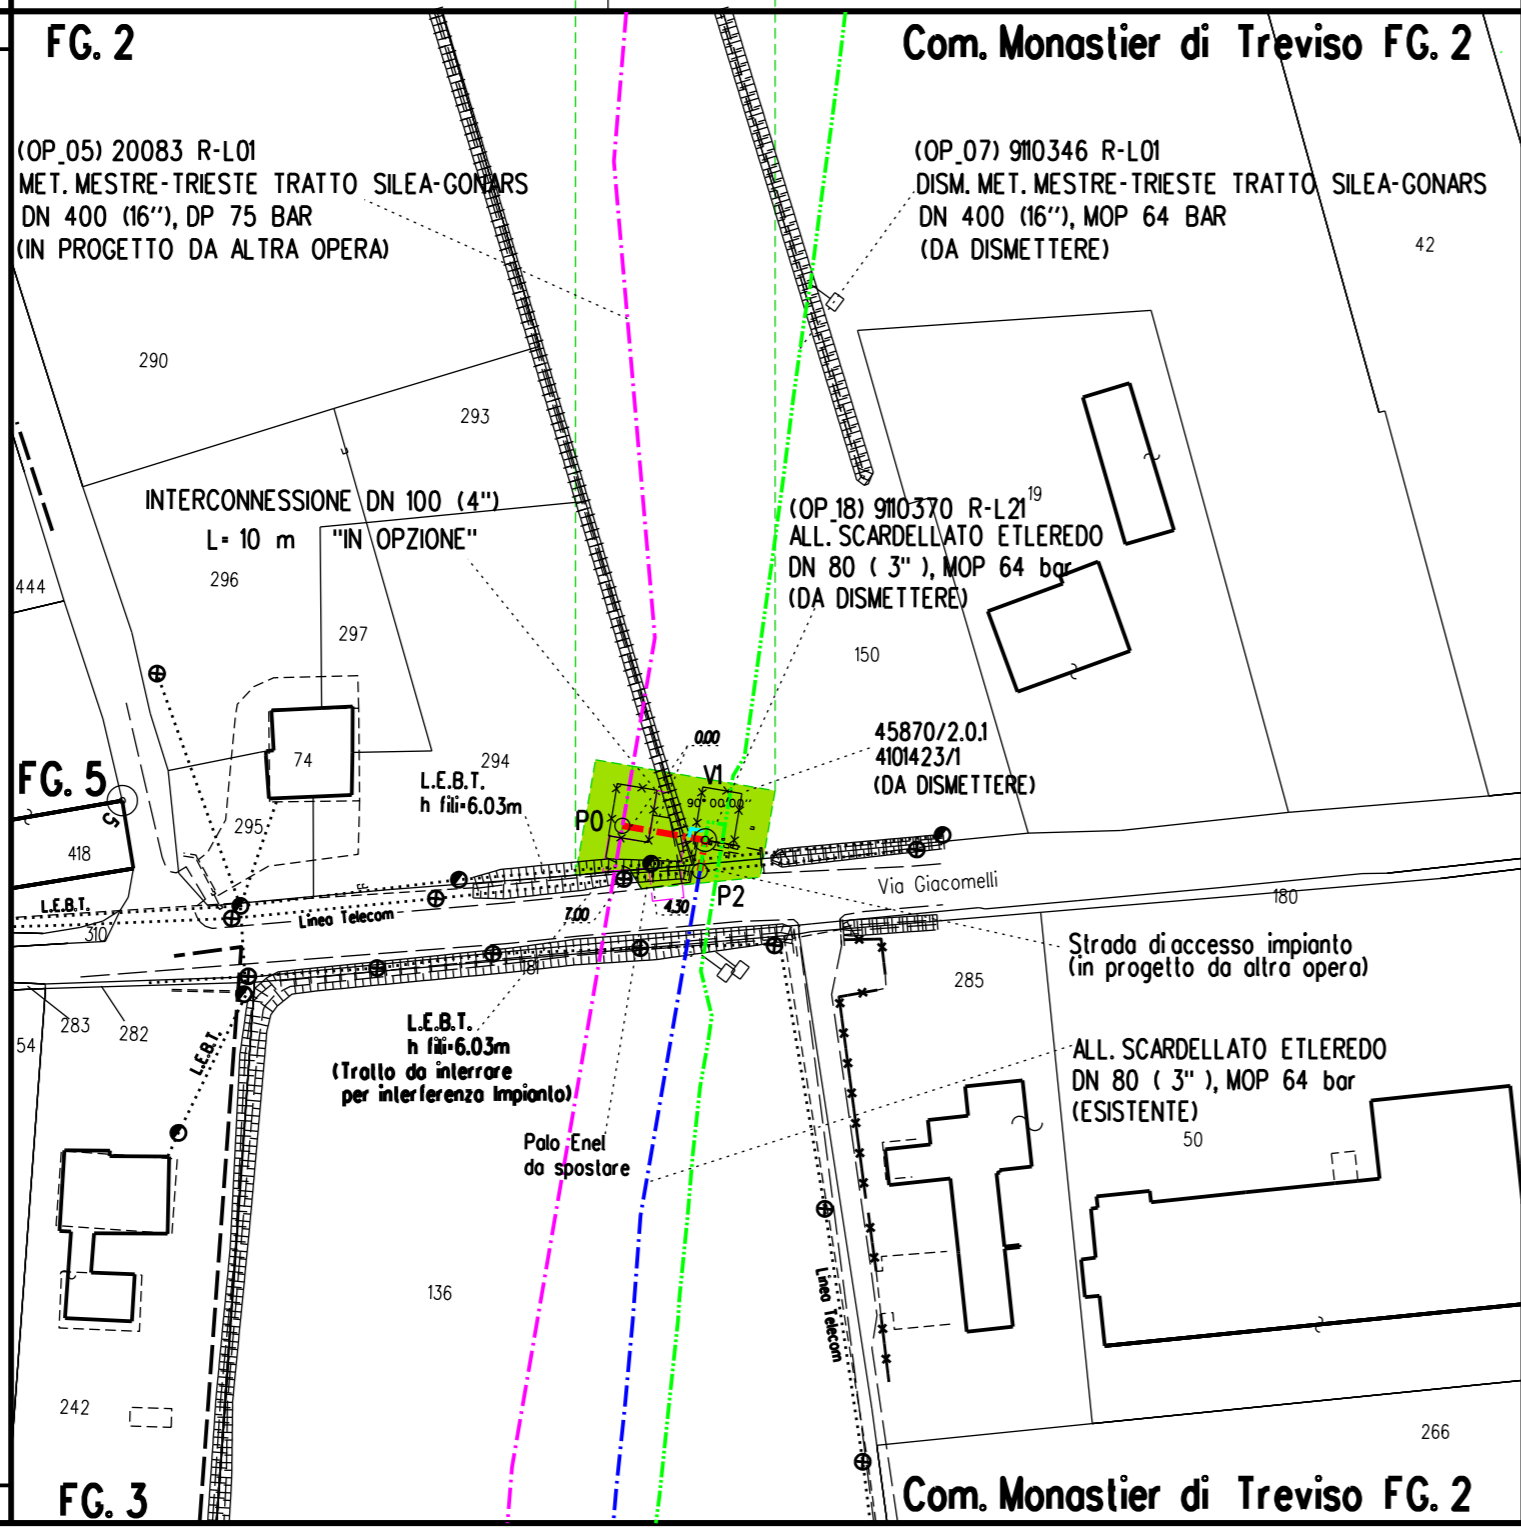 FG. 2
Com. Monastier di Treviso FG. 2
(OP_05) 20083 R-L01
MET. MESTRE-TRIESTE TRATTO SILEA-GONARS
DN 400 (16''), DP 75 BAR
(IN PROGETTO DA ALTRA OPERA)
(OP_07) 9110346 R-L01
DISM. MET. MESTRE-TRIESTE TRATTO SILEA-GONARS
DN 400 (16''), MOP 64 BAR
(DA DISMETTERE)
42
290
293
INTERCONNESSIONE DN 100 (4")
L= 10 m "IN OPZIONE"
19
(OP_18) 9110370 R-L21
ALL. SCARDELLATO ETLEREDO
DN 80 ( 3" ), MOP 64 bar
(DA DISMETTERE)
444
296
297
150
45870/2.0.1
4101423/1
(DA DISMETTERE)
0.00
V1
90° 00'00''
P0
P2
294
74
L.E.B.T.
h fili=6.03m
FG. 5
5
295
418
L.E.B.T.
310
Linea Telecom
7.00
4.30
Via Giacomelli
180
Strada di accesso impianto
(in progetto da altra opera)
181
285
283
282
54
L.E.B.T.
L.E.B.T.
h fili=6.03m
(Tratto da interrare
per interferenza Impianto)
ALL. SCARDELLATO ETLEREDO
DN 80 ( 3" ), MOP 64 bar
(ESISTENTE)
50
Palo Enel
da spostare
136
Linea Telecom
242
266
FG. 3
Com. Monastier di Treviso FG. 2